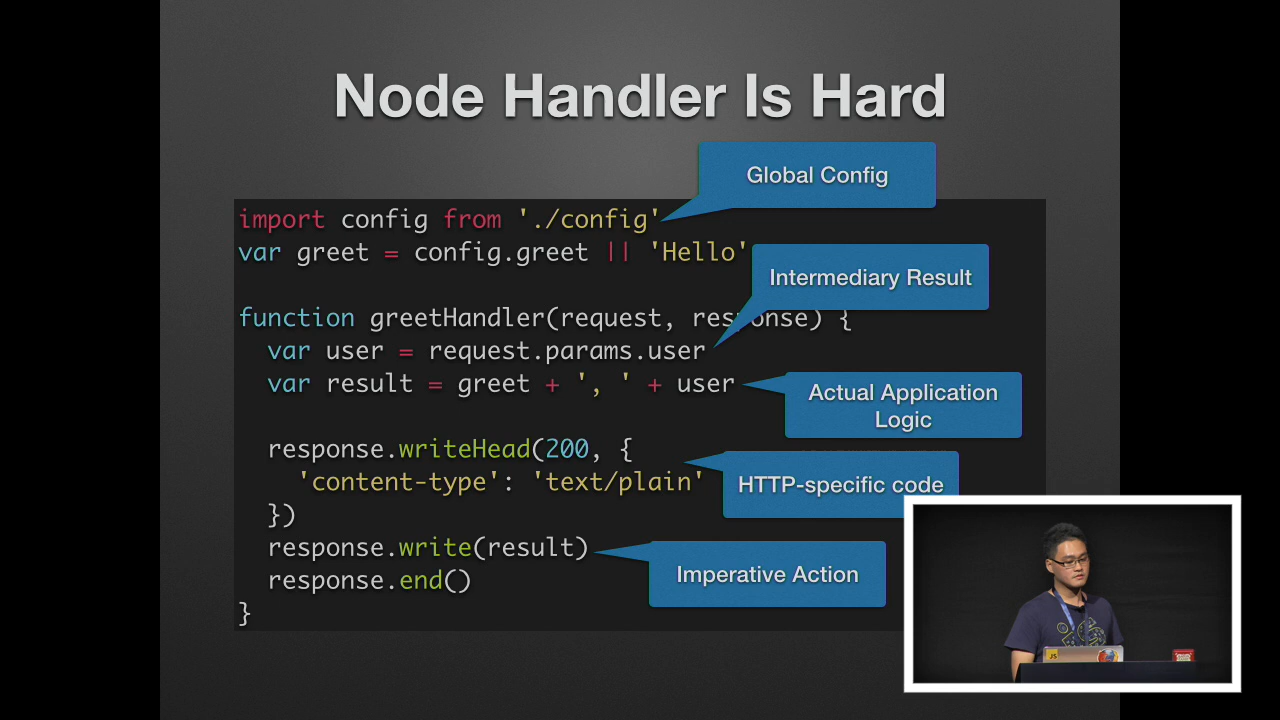 Node Handler Is Hard
Global Config
import config from './config'
var greet = config.greet || 'Hello'
Intermediary Result
function greetHandler(request, response) {
var user = request.params.user
var result = greet + ', ' + user
Actual Application
Logic
response.writeHead(200, {
'content-type': 'text/plain'
HTTP-specific code
})
response.write(result)
Imperative Action
response.end()
}
JS